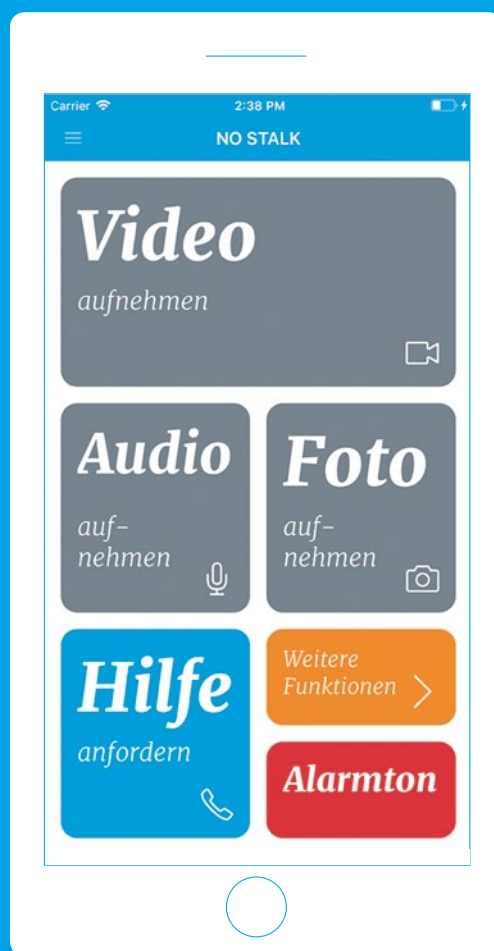 Carrier 2:38 PM
NO STALK
Video
aufnehmen
Audio
auf-
nehmen
Foto
auf-
nehmen
Hilfe
anfordern
Weitere
Funktionen
Alarmton